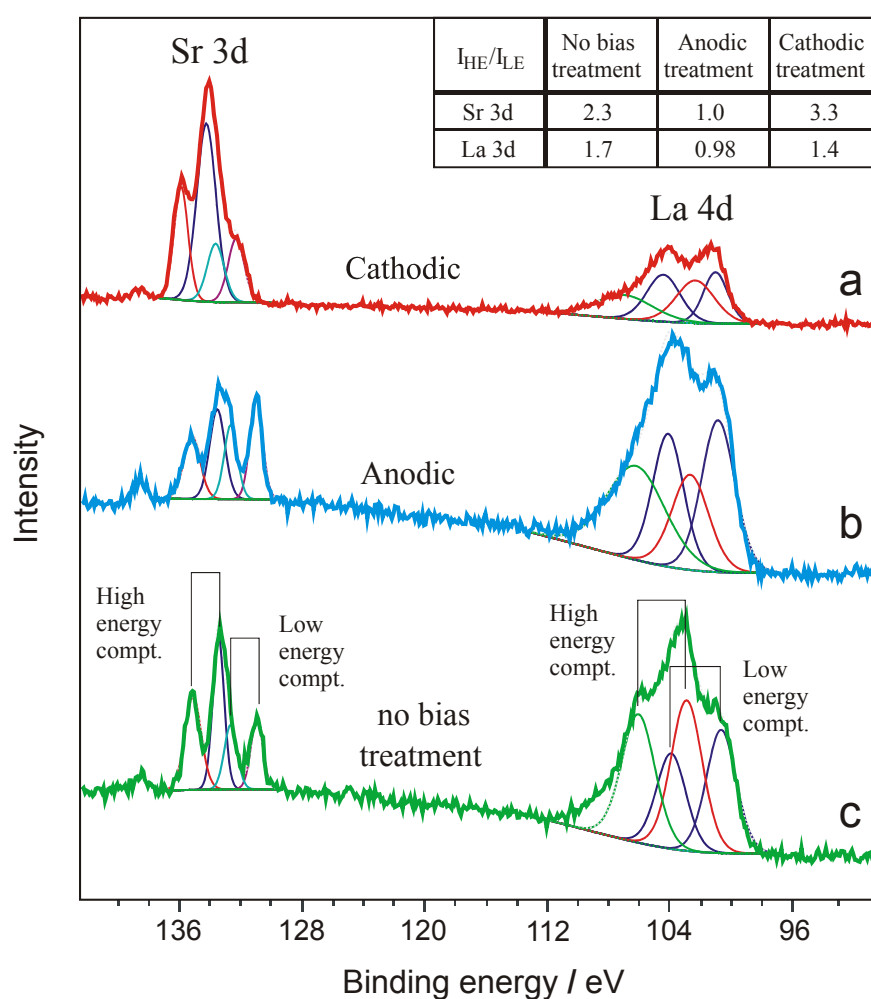 Sr 3d
I_HE/I_LE No bias treatment Anodic treatment Cathodic treatment
Sr 3d 2.3 1.0 3.3
La 3d 1.7 0.98 1.4
La 4d
Cathodic
a
Anodic
b
High
energy
compt.
Low
energy
compt.
no bias
treatment
High
energy
compt.
Low
energy
compt.
c
Intensity
136 128 120 112 104 96
Binding energy / eV